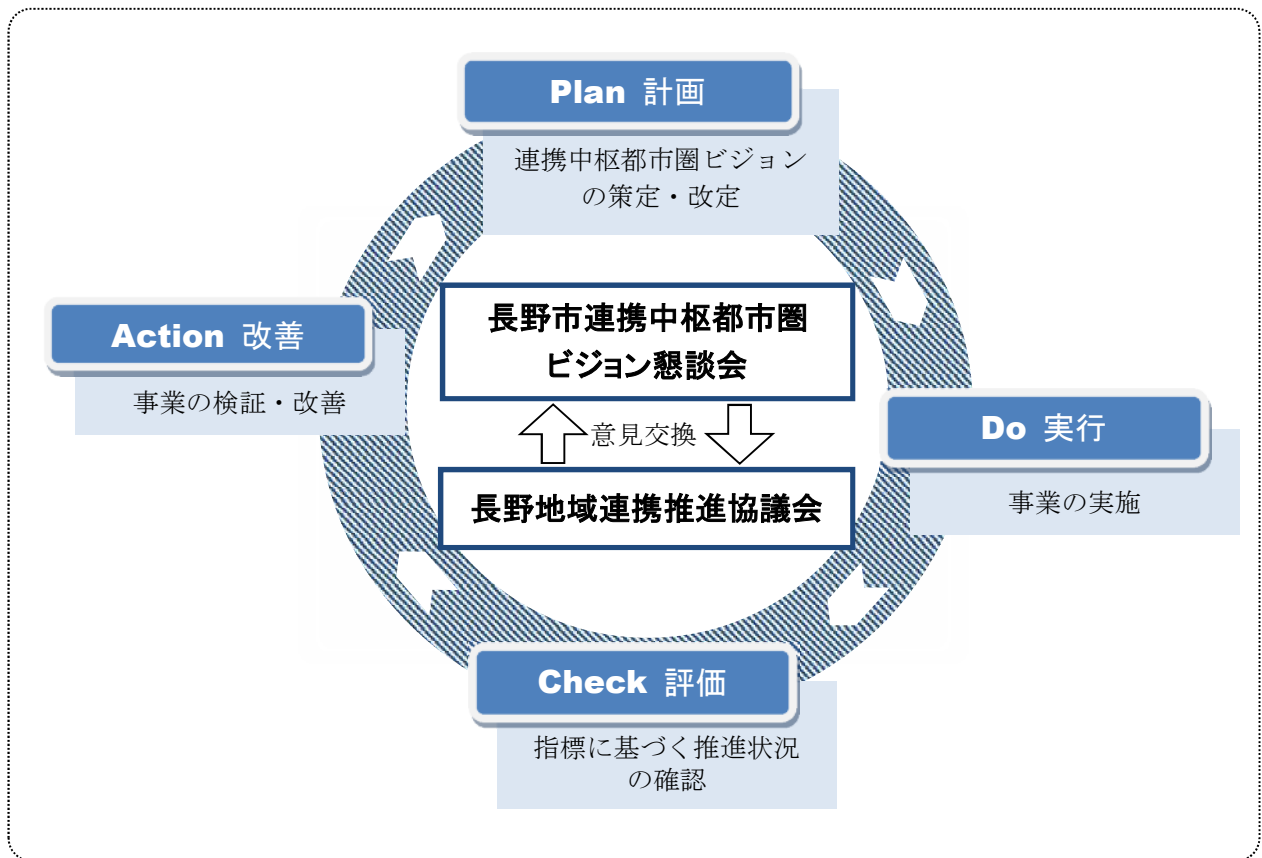 Plan 計画
連携中枢都市圏ビジョン
の策定・改定
Action 改善
事業の検証・改善
長野市連携中枢都市圏
ビジョン懇談会
意見交換
長野地域連携推進協議会
Do 実行
事業の実施
Check 評価
指標に基づく推進状況
の確認